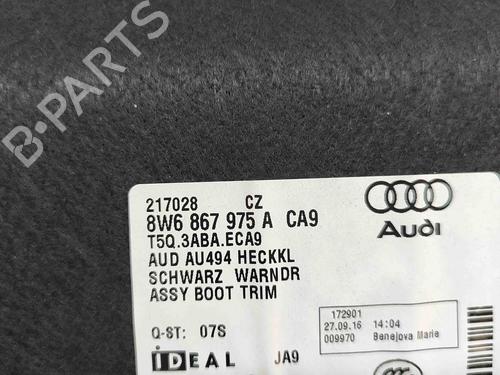 B-PARTS
217028 CZ
8W6 867 975 A CA9
T5Q.3ABA.ECA9
AUD AU494 HECKKL
SCHWARZ WARNDR
ASSY BOOT TRIM
Audi
Q-ST: 07S
172901
27.09.16 14:04
009970 Benejova Marie
iDEAL JA9